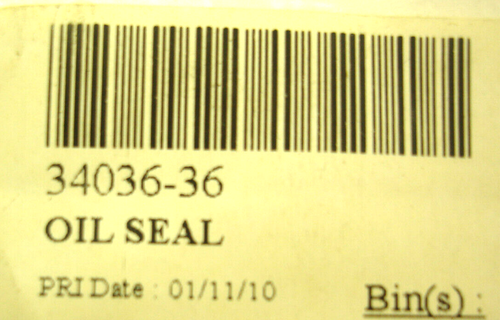 34036-36
OIL SEAL
PRI Date : 01/11/10
Bin(s) :